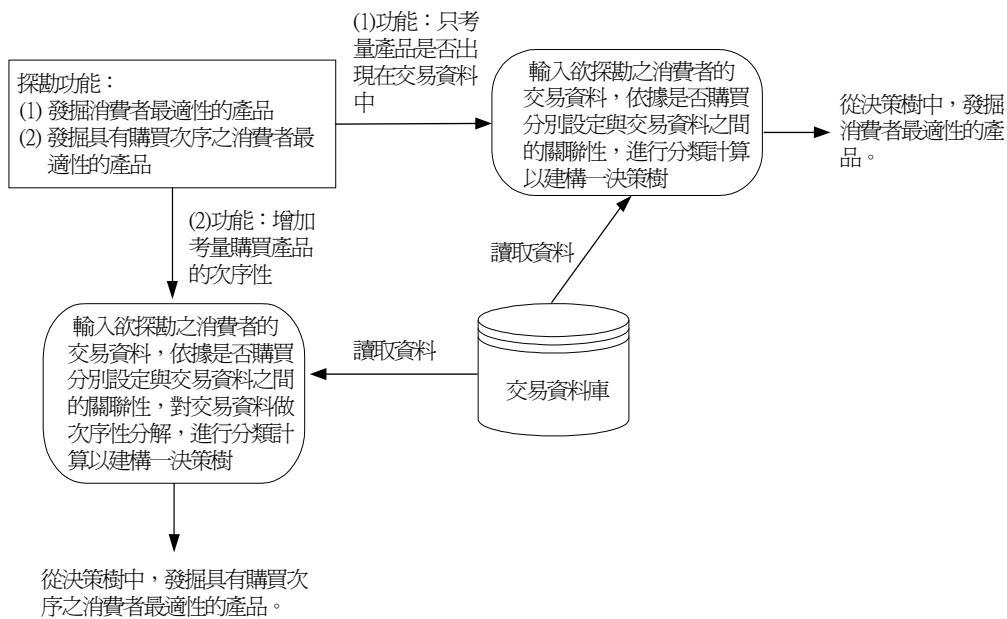 探勘功能：
(1) 發掘消費者最適性的產品
(2) 發掘具有購買次序之消費者最
適性的產品
(1)功能：只考
量產品是否出
現在交易資料
中
輸入欲探勘之消費者的
交易資料，依據是否購買
分別設定與交易資料之間
的關聯性，進行分類計算
以建構一決策樹
從決策樹中，發掘
消費者最適性的產
品。
(2)功能：增加
考量購買產品
的次序性
讀取資料
輸入欲探勘之消費者的
交易資料，依據是否購買
分別設定與交易資料之間
的關聯性，對交易資料做
次序性分解，進行分類計
算以建構一決策樹
讀取資料
交易資料庫
從決策樹中，發掘具有購買次
序之消費者最適性的產品。